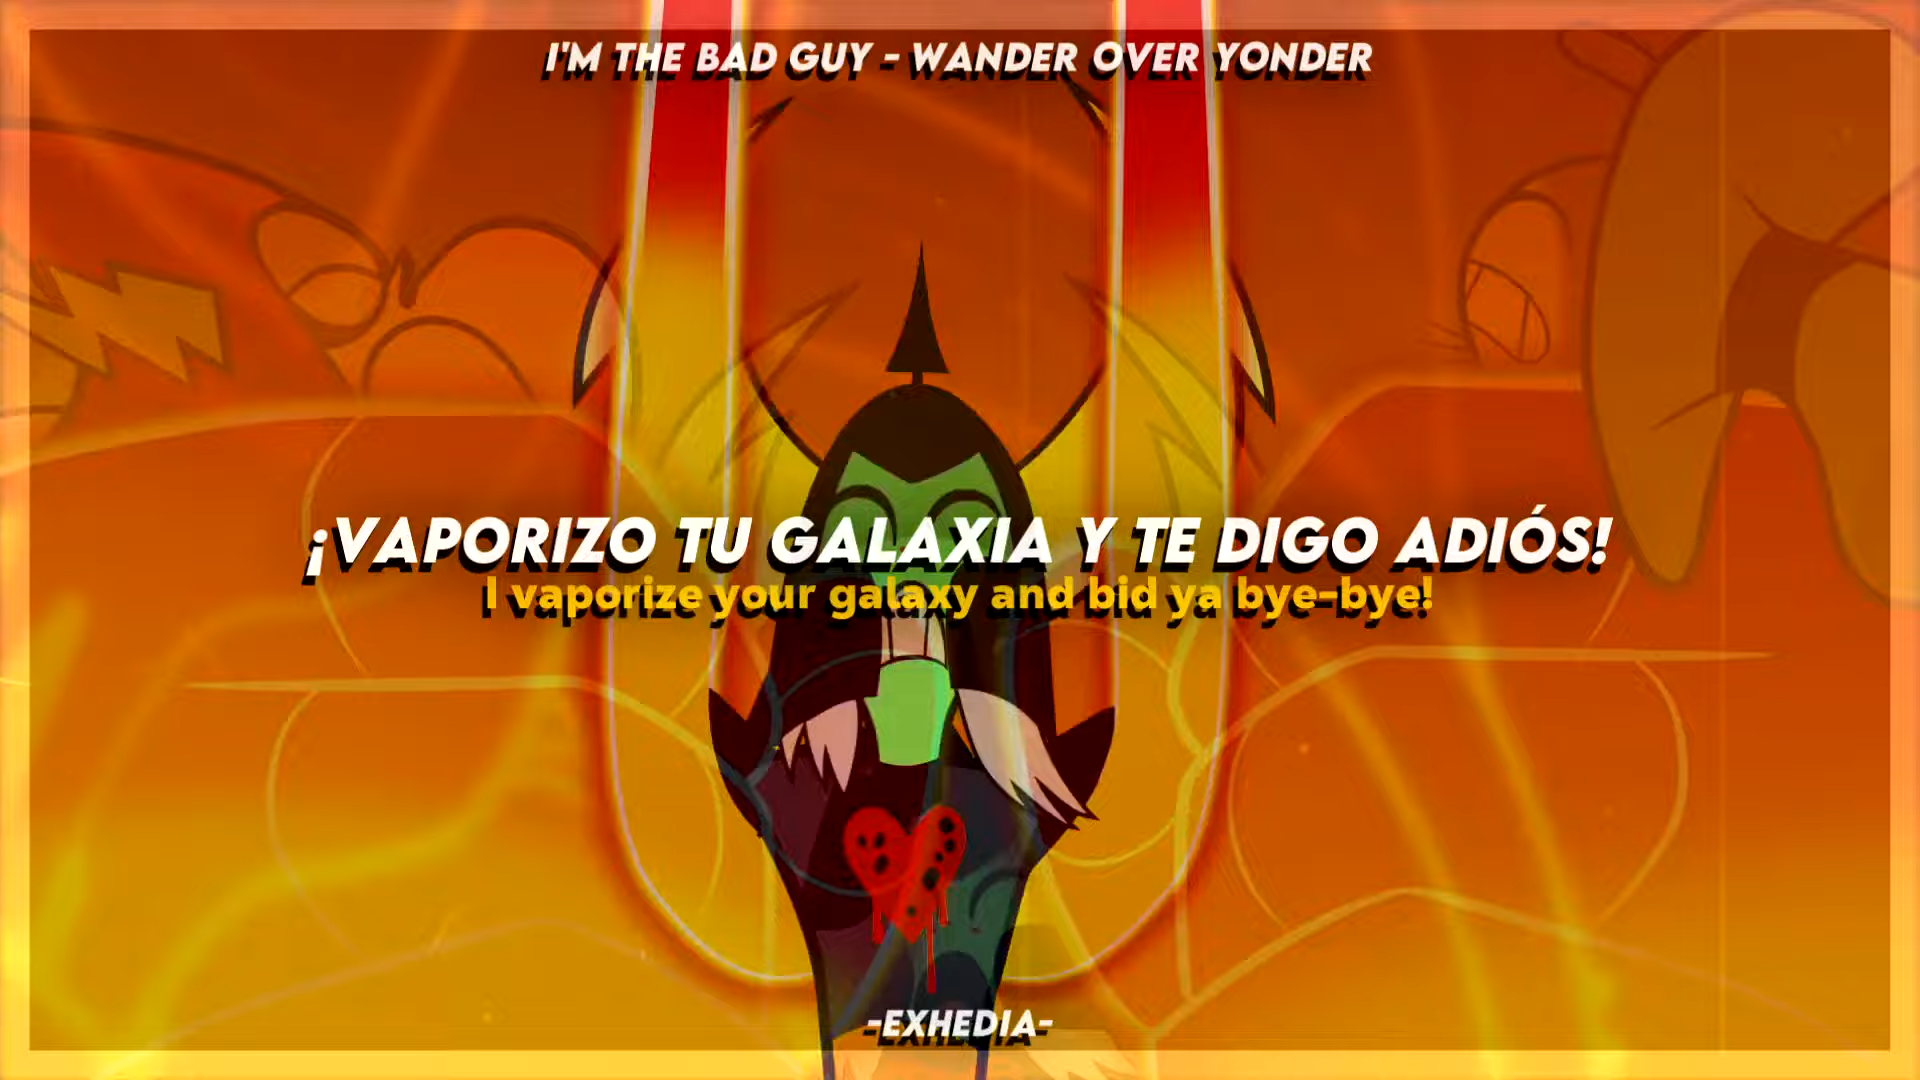 I'M THE BAD GUY - WANDER OVER YONDER
¡VAPORIZO TU GALAXIA Y TE DIGO ADIÓS!
I vaporize your galaxy and bid ya bye-bye!
-EXHEDIA-